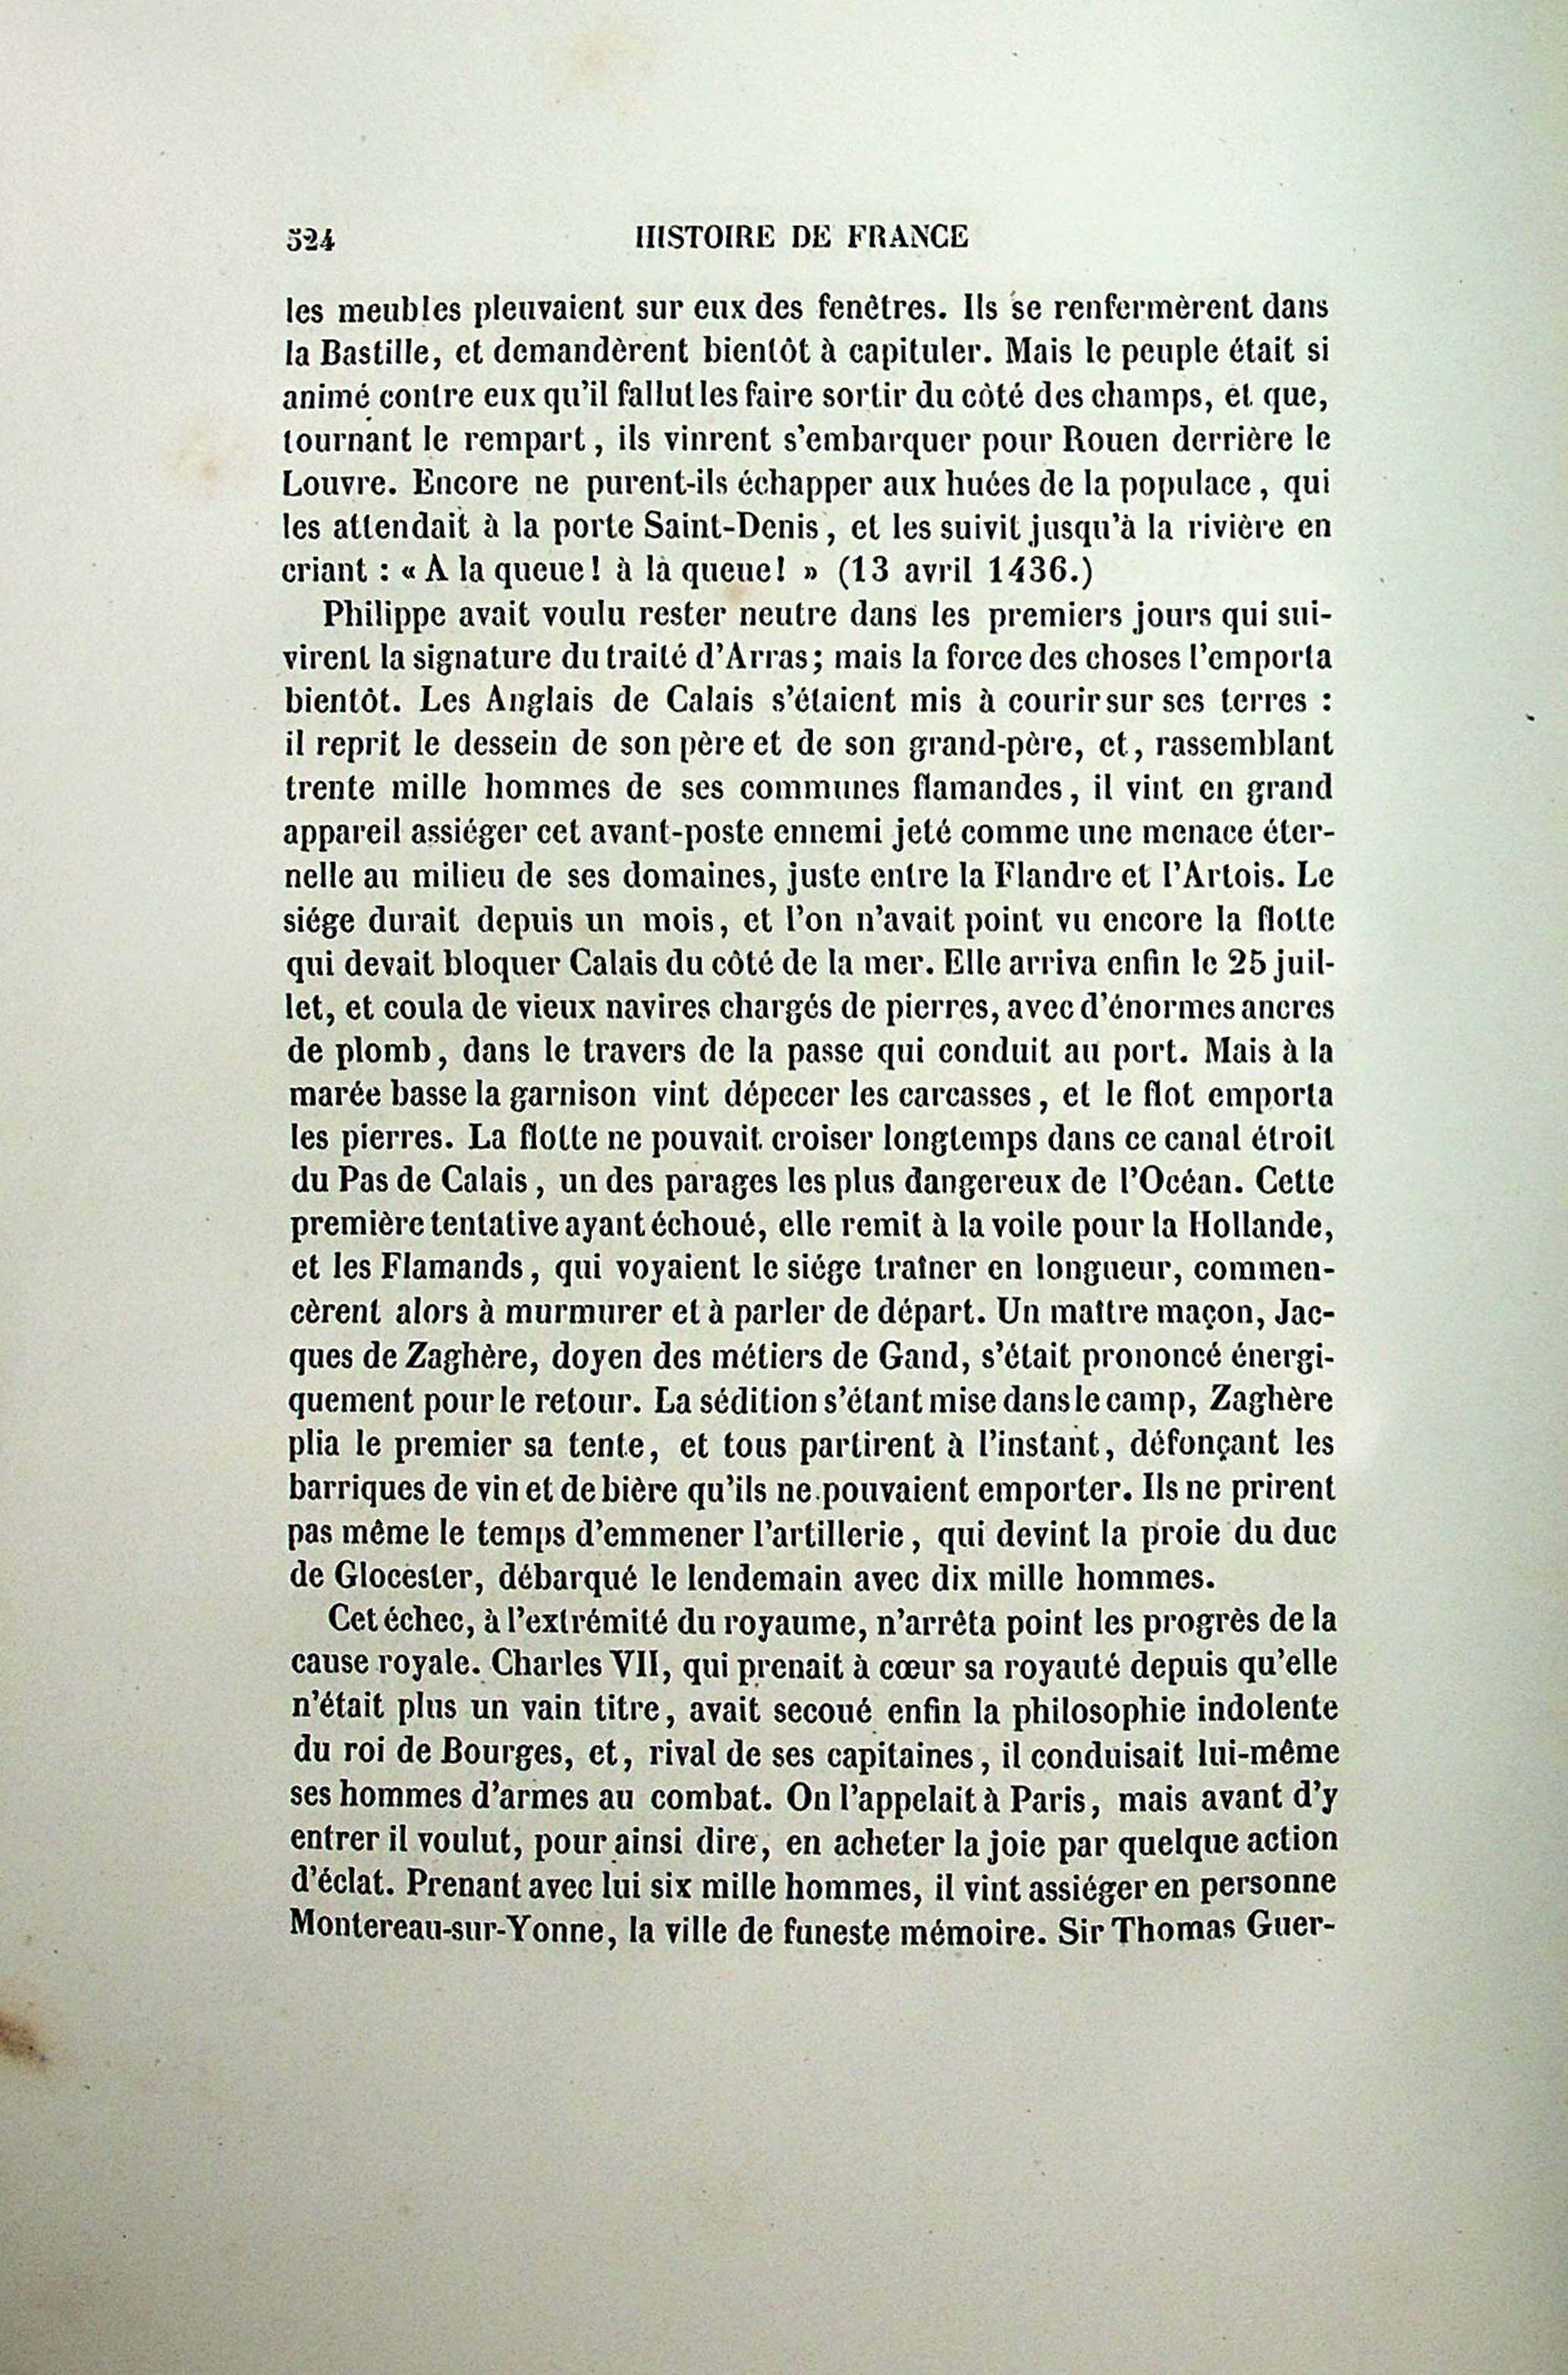 524 HISTOIRE DE FRANCE
les meubles pleuvaient sur eux des fenêtres. Ils se renfermèrent dans
la Bastille, et demandèrent bientôt à capituler. Mais le peuple était si
animé contre eux qu'il fallut les faire sortir du côté des champs, et que,
tournant le rempart, ils vinrent s'embarquer pour Rouen derrière le
Louvre. Encore ne purent-ils échapper aux huées de la populace, qui
les attendait à la porte Saint-Denis, et les suivit jusqu'à la rivière en
criant : « A la queue! à la queue! » (13 avril 1436.)
Philippe avait voulu rester neutre dans les premiers jours qui sui-
virent la signature du traité d'Arras; mais la force des choses l'emporta
bientôt. Les Anglais de Calais s'étaient mis à courir sur ses terres :
il reprit le dessein de son père et de son grand-père, et, rassemblant
trente mille hommes de ses communes flamandes, il vint en grand
appareil assiéger cet avant-poste ennemi jeté comme une menace éter-
nelle au milieu de ses domaines, juste entre la Flandre et l'Artois. Le
siége durait depuis un mois, et l'on n'avait point vu encore la flotte
qui devait bloquer Calais du côté de la mer. Elle arriva enfin le 25 juil-
let, et coula de vieux navires chargés de pierres, avec d'énormes ancres
de plomb, dans le travers de la passe qui conduit au port. Mais à la
marée basse la garnison vint dépecer les carcasses, et le flot emporta
les pierres. La flotte ne pouvait croiser longtemps dans ce canal étroit
du Pas de Calais, un des parages les plus dangereux de l'Océan. Cette
première tentative ayant échoué, elle remit à la voile pour la Hollande,
et les Flamands, qui voyaient le siége traîner en longueur, commen-
cèrent alors à murmurer et à parler de départ. Un maître maçon, Jac-
ques de Zaghère, doyen des métiers de Gand, s'était prononcé énergi-
quement pour le retour. La sédition s'étant mise dans le camp, Zaghère
plia le premier sa tente, et tous partirent à l'instant, défonçant les
barriques de vin et de bière qu'ils ne pouvaient emporter. Ils ne prirent
pas même le temps d'emmener l'artillerie, qui devint la proie du duc
de Glocester, débarqué le lendemain avec dix mille hommes.
Cet échec, à l'extrémité du royaume, n'arrêta point les progrès de la
cause royale. Charles VII, qui prenait à cœur sa royauté depuis qu'elle
n'était plus un vain titre, avait secoué enfin la philosophie indolente
du roi de Bourges, et, rival de ses capitaines, il conduisait lui-même
ses hommes d'armes au combat. On l'appelait à Paris, mais avant d'y
entrer il voulut, pour ainsi dire, en acheter la joie par quelque action
d'éclat. Prenant avec lui six mille hommes, il vint assiéger en personne
Montereau-sur-Yonne, la ville de funeste mémoire. Sir Thomas Guer-